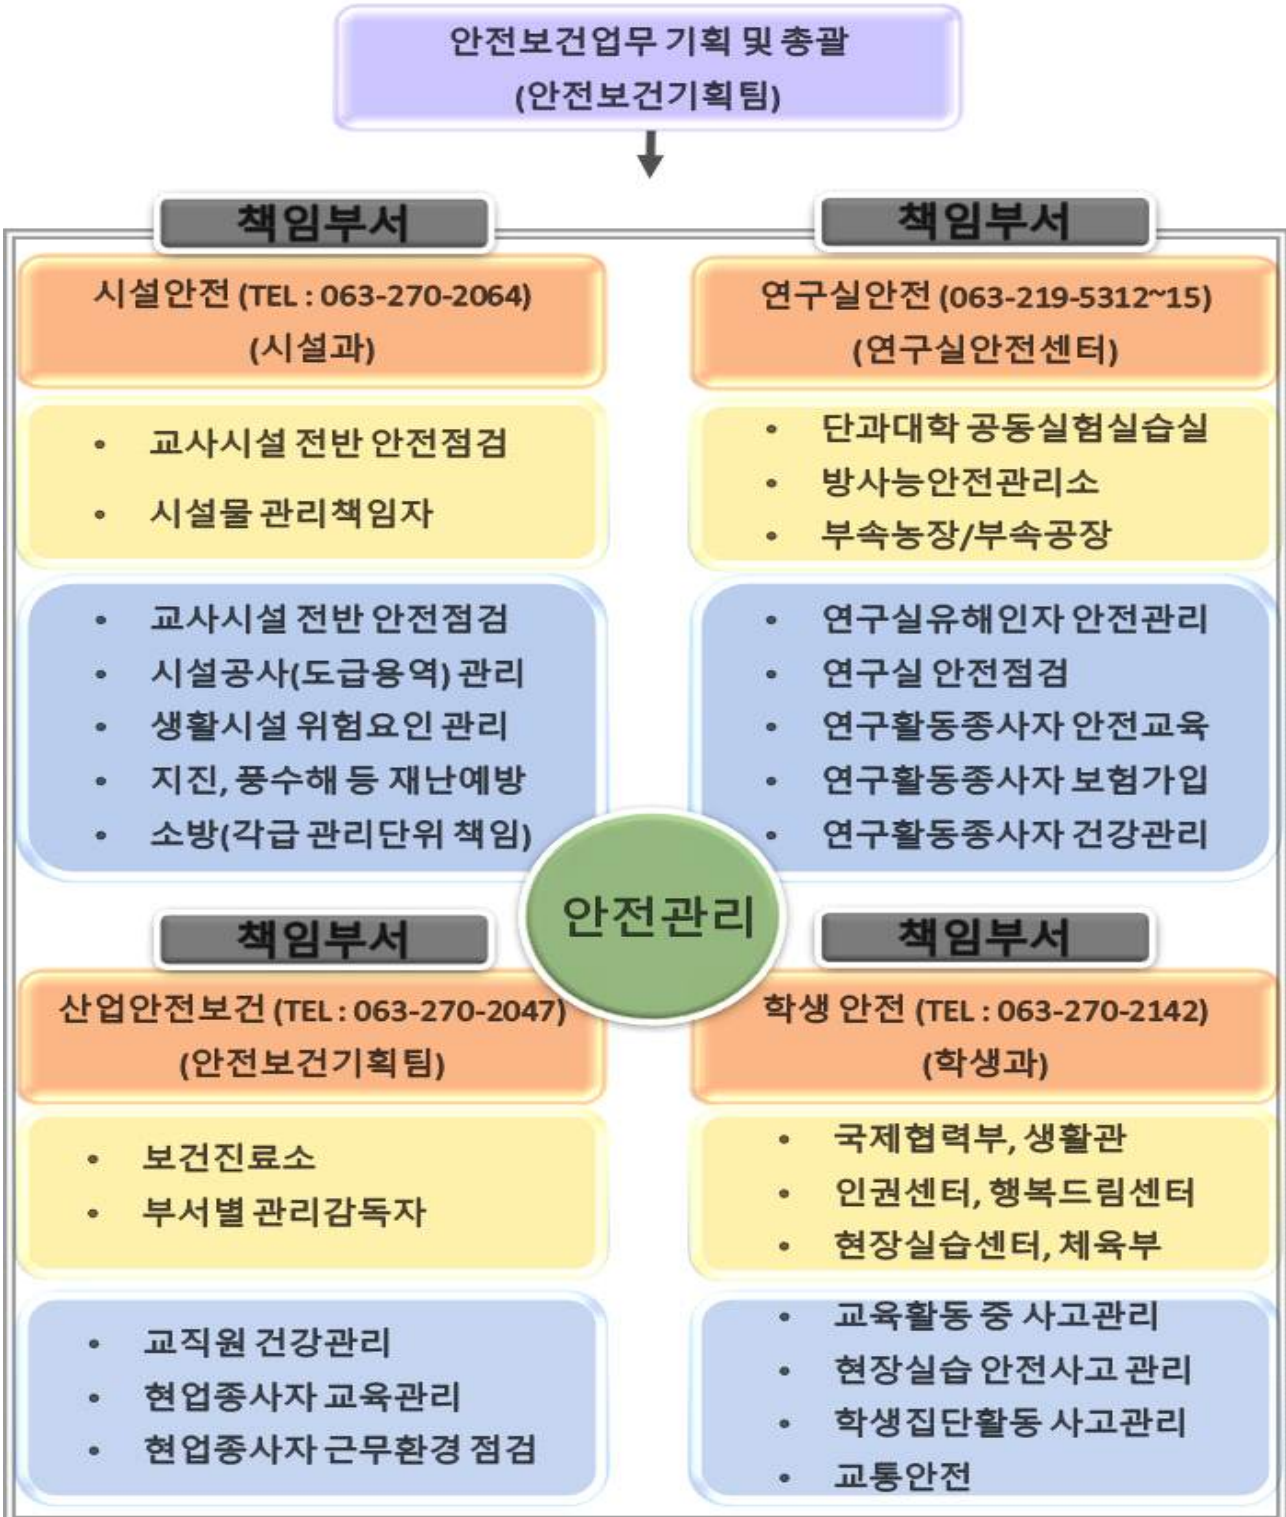 안전보건업무 기획 및 총괄
(안전보건기획팀)
책임부서
시설안전 (TEL : 063-270-2064)
(시설과)
• 교사시설 전반 안전점검
• 시설물 관리책임자
• 교사시설 전반 안전점검
• 시설공사(도급용역) 관리
• 생활시설 위험요인 관리
• 지진, 풍수해 등 재난예방
• 소방(각급 관리단위 책임)
책임부서
연구실안전 (063-219-5312~15)
(연구실안전센터)
• 단과대학 공동실험실습실
• 방사능안전관리소
• 부속농장/부속공장
• 연구실유해인자 안전관리
• 연구실 안전점검
• 연구활동종사자 안전교육
• 연구활동종사자 보험가입
• 연구활동종사자 건강관리
안전관리
책임부서
산업안전보건 (TEL : 063-270-2047)
(안전보건기획팀)
• 보건진료소
• 부서별 관리감독자
• 교직원 건강관리
• 현업종사자 교육관리
• 현업종사자 근무환경 점검
책임부서
학생 안전 (TEL : 063-270-2142)
(학생과)
• 국제협력부, 생활관
• 인권센터, 행복드림센터
• 현장실습센터, 체육부
• 교육활동 중 사고관리
• 현장실습 안전사고 관리
• 학생집단활동 사고관리
• 교통안전